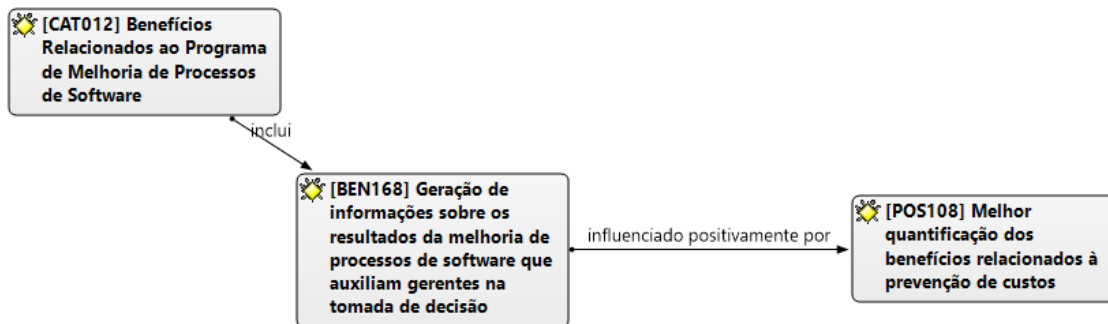 [CAT012] Benefícios
Relacionados ao Programa
de Melhoria de Processos
de Software
inclui
[BEN168] Geração de
informações sobre os
resultados da melhoria de
processos de software que
auxiliam gerentes na
tomada de decisão
influenciado positivamente por
[POS108] Melhor
quantificação dos
benefícios relacionados à
prevenção de custos